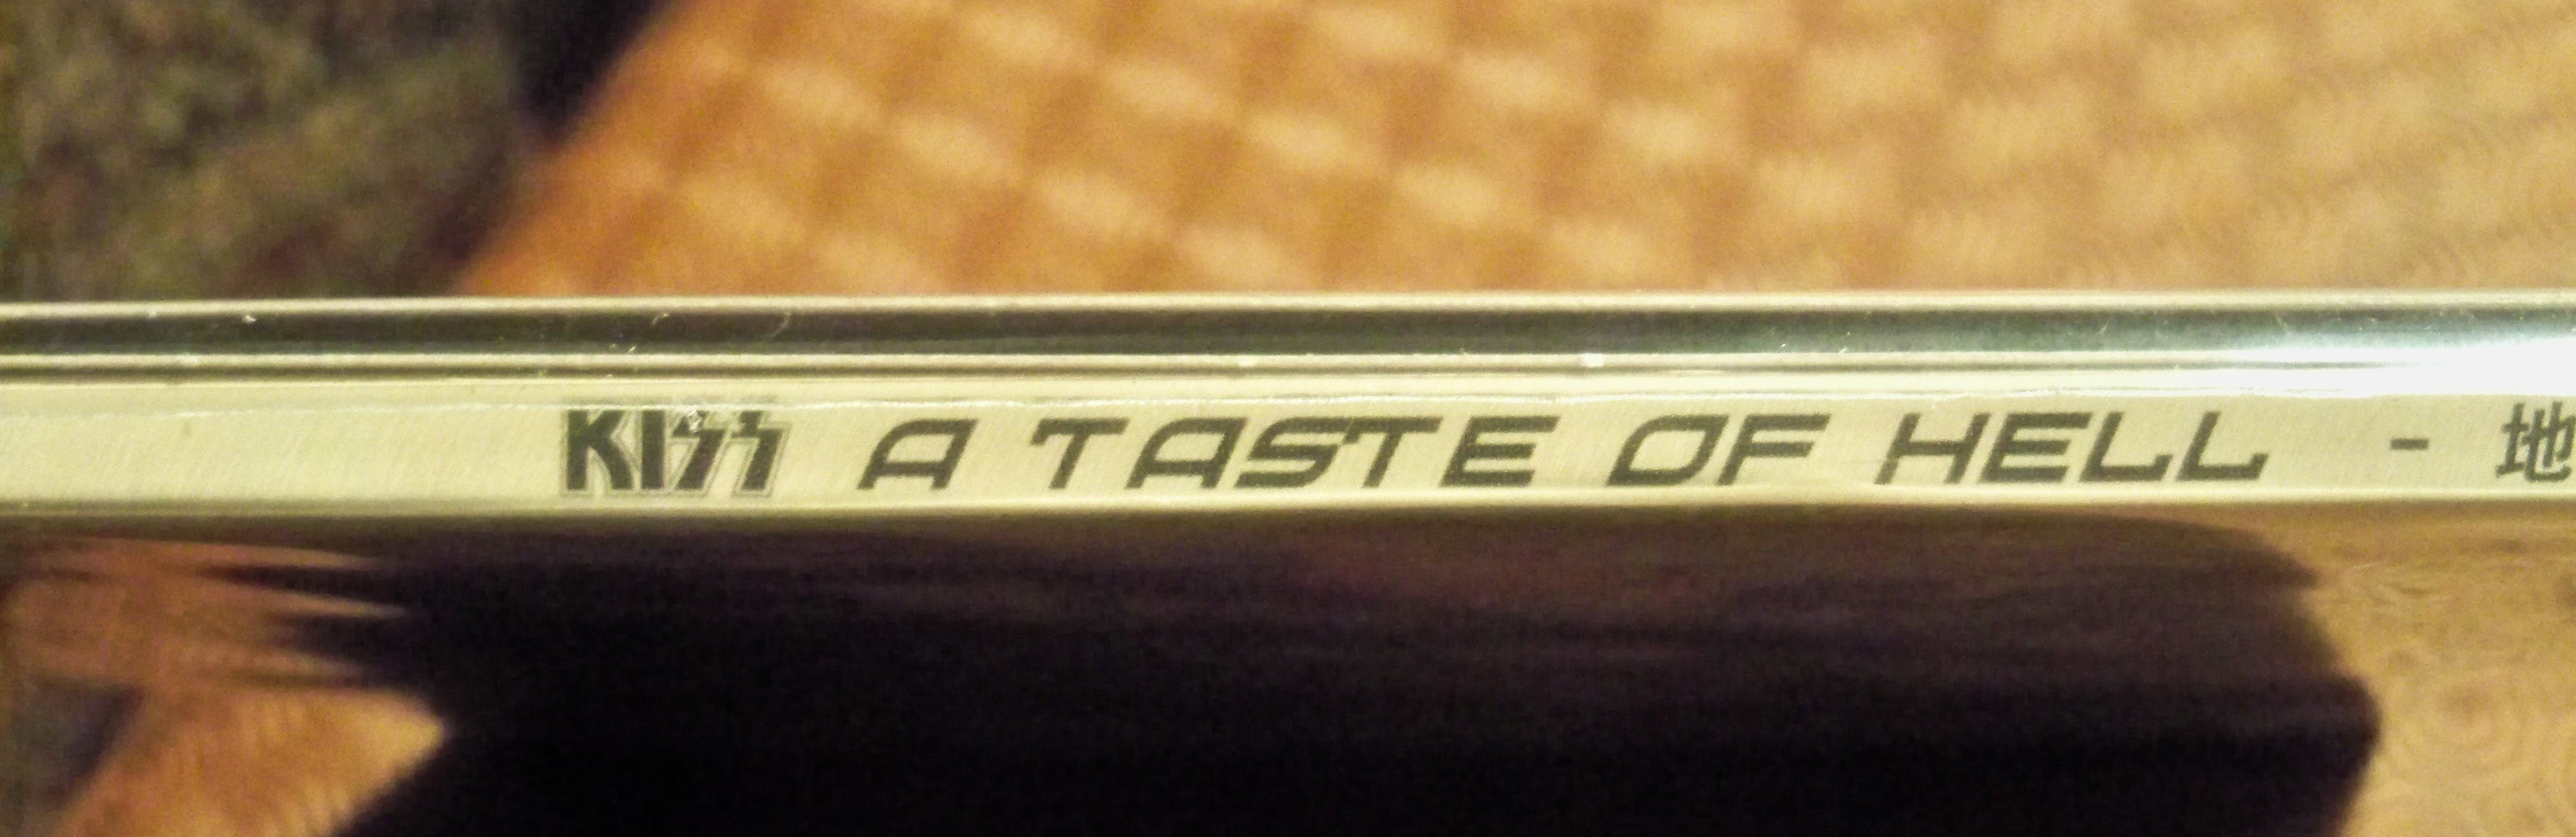 KISS A TASTE OF HELL - 地